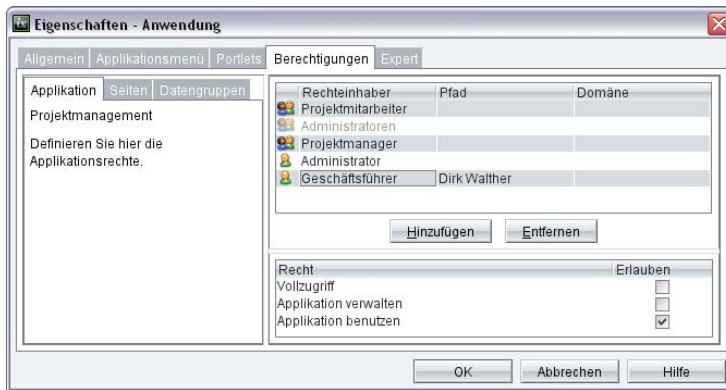 Eigenschaften - Anwendung
Allgemein Applikationsmenü Portlets Berechtigungen Expert
Applikation Seiten Datengruppen
Projektmanagement
Definieren Sie hier die
Applikationsrechte.
Rechteinhaber Pfad Domäne
Projektmitarbeiter
Administratoren
Projektmanager
Administrator
Geschäftsführer Dirk Walther
Hinzufügen Entfernen
Recht Erlauben
Vollzugriff
Applikation verwalten
Applikation benutzen
OK Abbrechen Hilfe